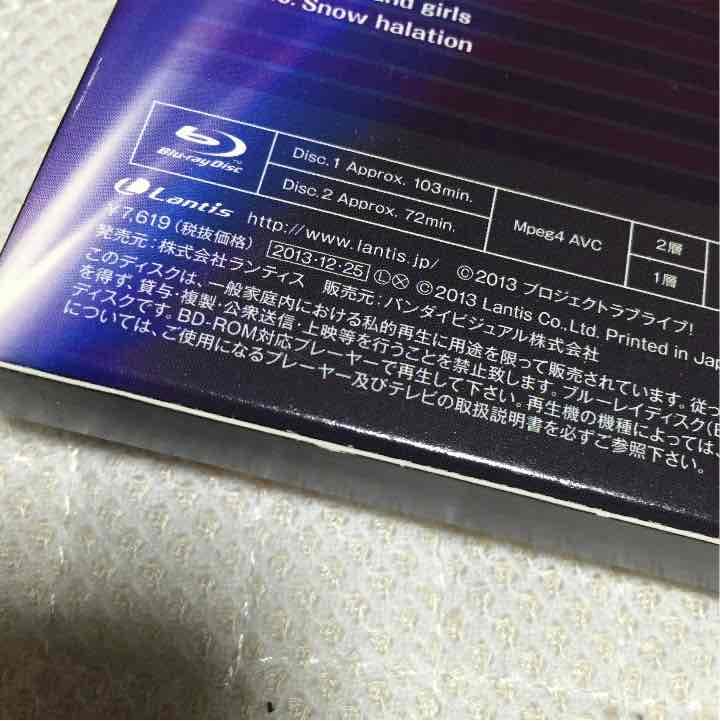 and girls
Snow halation
Blu-ray Disc™
Disc.1 Approx. 103min.
Disc.2 Approx. 72min.
Mpeg4 AVC
2層
1層
Lantis http://www.lantis.jp/ ©2013 プロジェクトラブライブ!
¥7,619(税抜価格) 2013・12・25 ©2013 Lantis Co.Ltd. Printed in
発売元:株式会社ランティス 販売元:バンダイビジュアル株式会社
このディスクは、一般家庭内における私的再生に用途を限って販売されています。従っ
を得ず、貸与・複製・公衆送信・上映等を行うことを禁止致します。ブルーレイディスク
ディスクです。BD-ROM対応プレーヤーで再生して下さい。再生機の機種によっては、
については、ご使用になるプレーヤー及びテレビの取扱説明書を必ずご参照下さい。